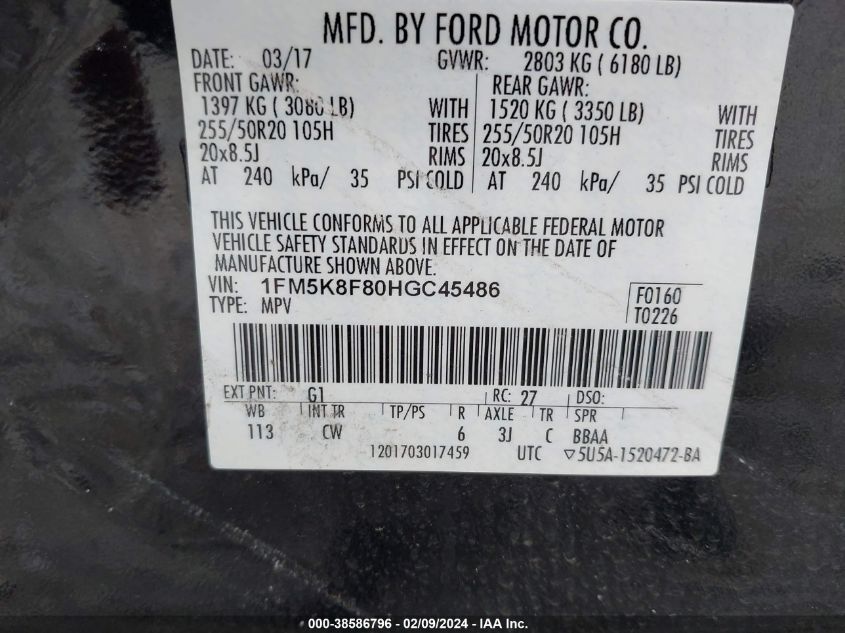 MFD. BY FORD MOTOR CO.
DATE: 03/17 GVWR: 2803 KG ( 6180 LB)
FRONT GAWR: REAR GAWR:
1397 KG ( 3080 LB) WITH 1520 KG ( 3350 LB) WITH
255/50R20 105H TIRES 255/50R20 105H TIRES
20x8.5J RIMS 20x8.5J RIMS
AT 240 kPa/ 35 PSI COLD AT 240 kPa/ 35 PSI COLD
THIS VEHICLE CONFORMS TO ALL APPLICABLE FEDERAL MOTOR
VEHICLE SAFETY STANDARDS IN EFFECT ON THE DATE OF
MANUFACTURE SHOWN ABOVE.
VIN: 1FM5K8F80HGC45486
TYPE: MPV
F0160
T0226
EXT PNT: G1 RC: 27 DSO:
WB INT TR TP/PS R AXLE TR SPR
113 CW 6 3J C BBAA
1201703017459 UTC ▽5U5A-1520472-BA
000-38586796 - 02/09/2024 - IAA Inc.